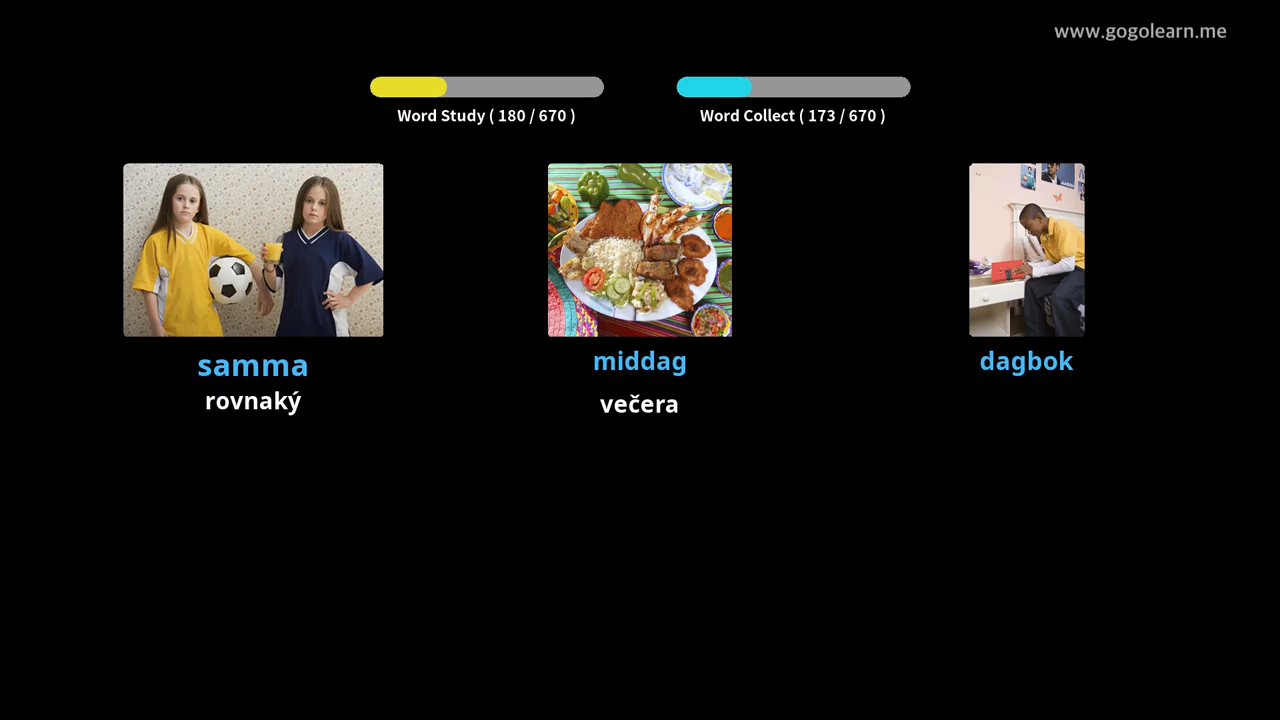 www.gogolearn.me
Word Study ( 180 / 670 )
Word Collect ( 173 / 670 )
samma
rovnaký
middag
večera
dagbok